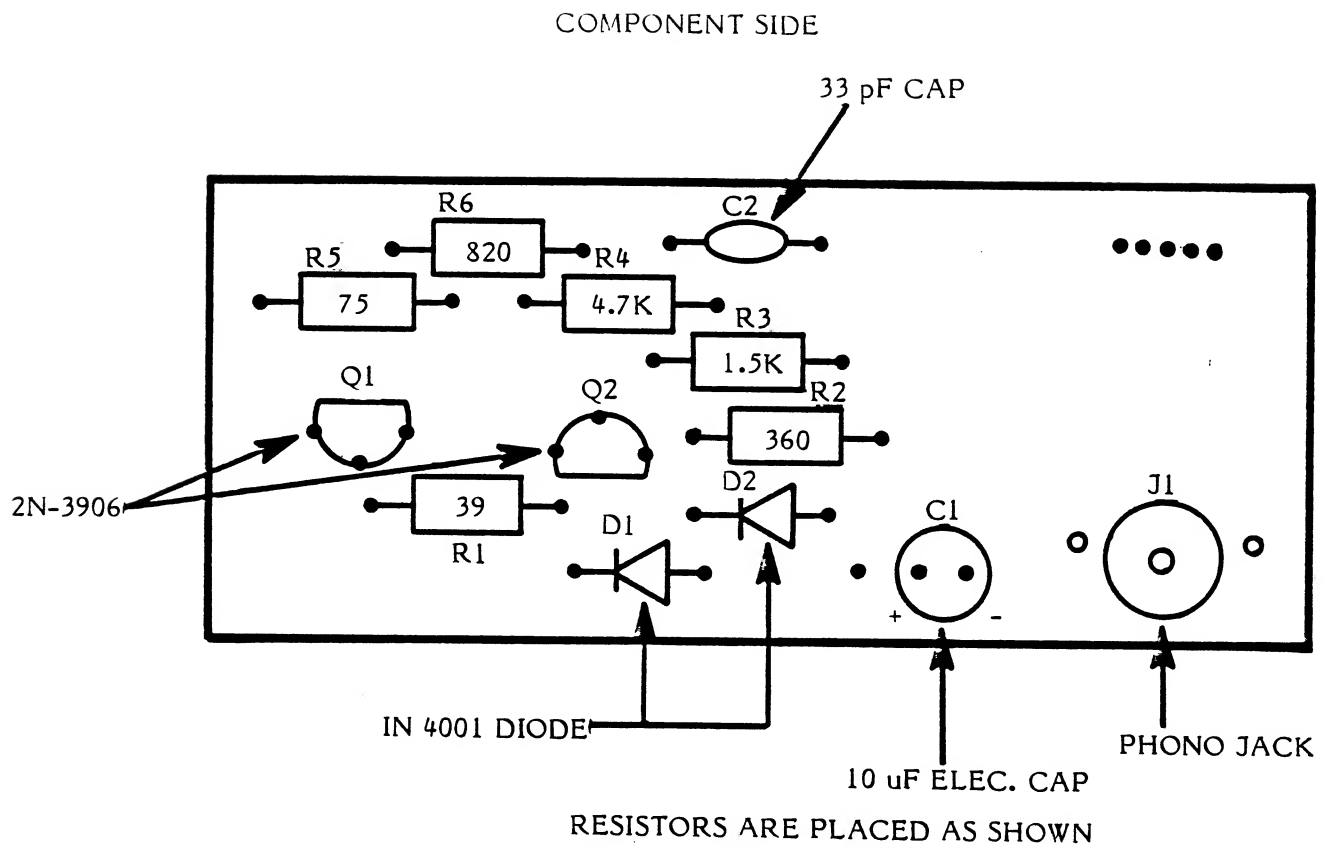 COMPONENT SIDE
33 pF CAP
R6
820
C2
R5
75
R4
4.7K
R3
1.5K
Q1
Q2
R2
360
2N-3906
39
R1
D2
D1
C1
+ -
J1
IN 4001 DIODE
PHONO JACK
10 uF ELEC. CAP
RESISTORS ARE PLACED AS SHOWN